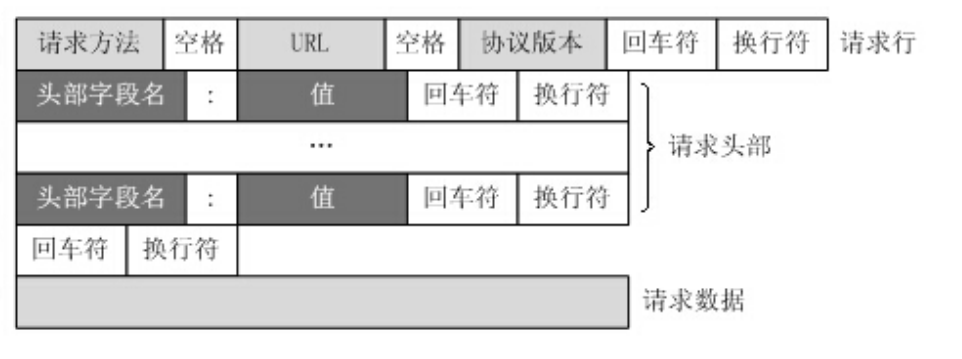 请求方法 空格 URL 空格 协议版本 回车符 换行符 请求行
头部字段名 : 值 回车符 换行符
... 请求头部
头部字段名 : 值 回车符 换行符
回车符 换行符
请求数据